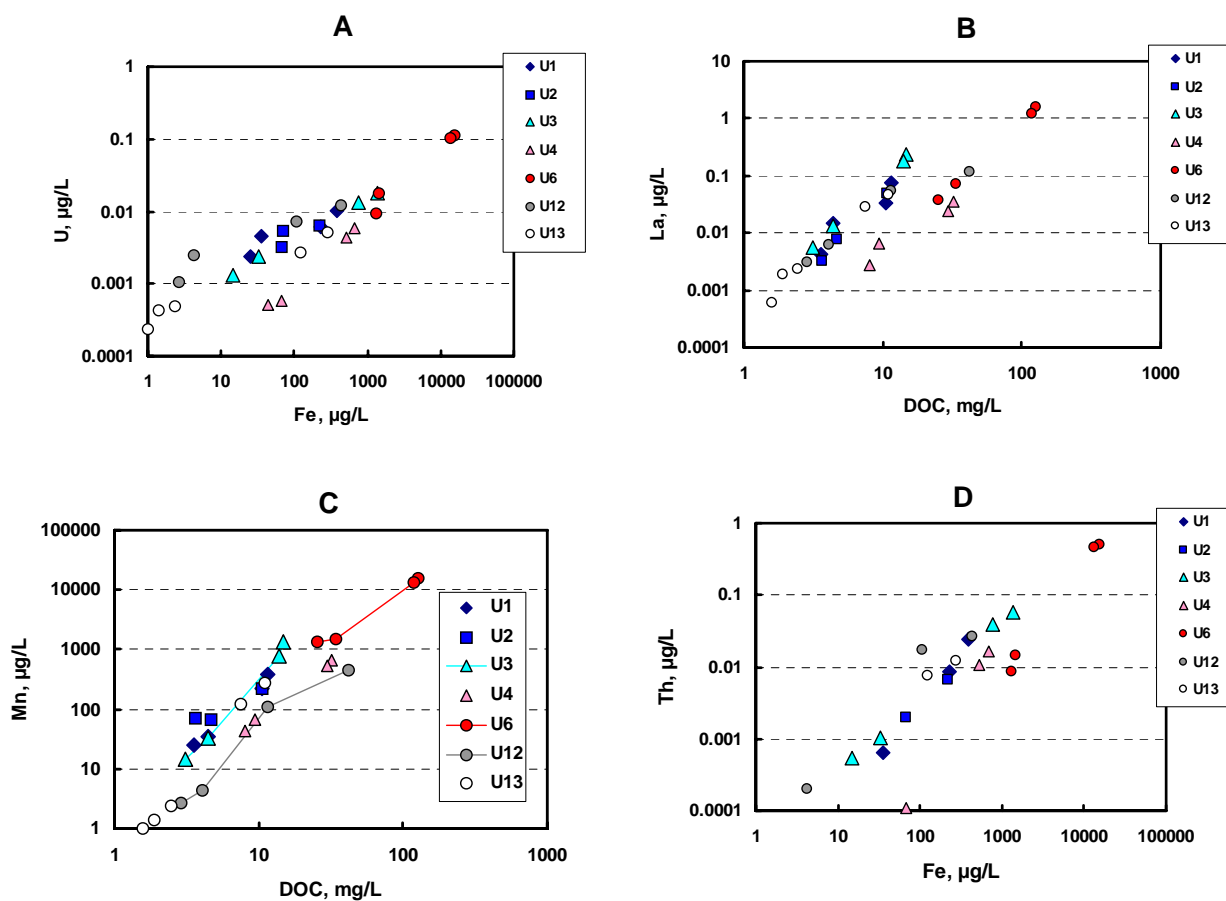 A
U, µg/L
1
0.1
0.01
0.001
0.0001
1 10 100 1000 10000 100000
Fe, µg/L
U1
U2
U3
U4
U6
U12
U13
B
La, µg/L
10
1
0.1
0.01
0.001
0.0001
1 10 100 1000
DOC, mg/L
U1
U2
U3
U4
U6
U12
U13
C
Mn, µg/L
100000
10000
1000
100
10
1
1 10 100 1000
DOC, mg/L
U1
U2
U3
U4
U6
U12
U13
D
Th, µg/L
1
0.1
0.01
0.001
0.0001
1 10 100 1000 10000 100000
Fe, µg/L
U1
U2
U3
U4
U6
U12
U13